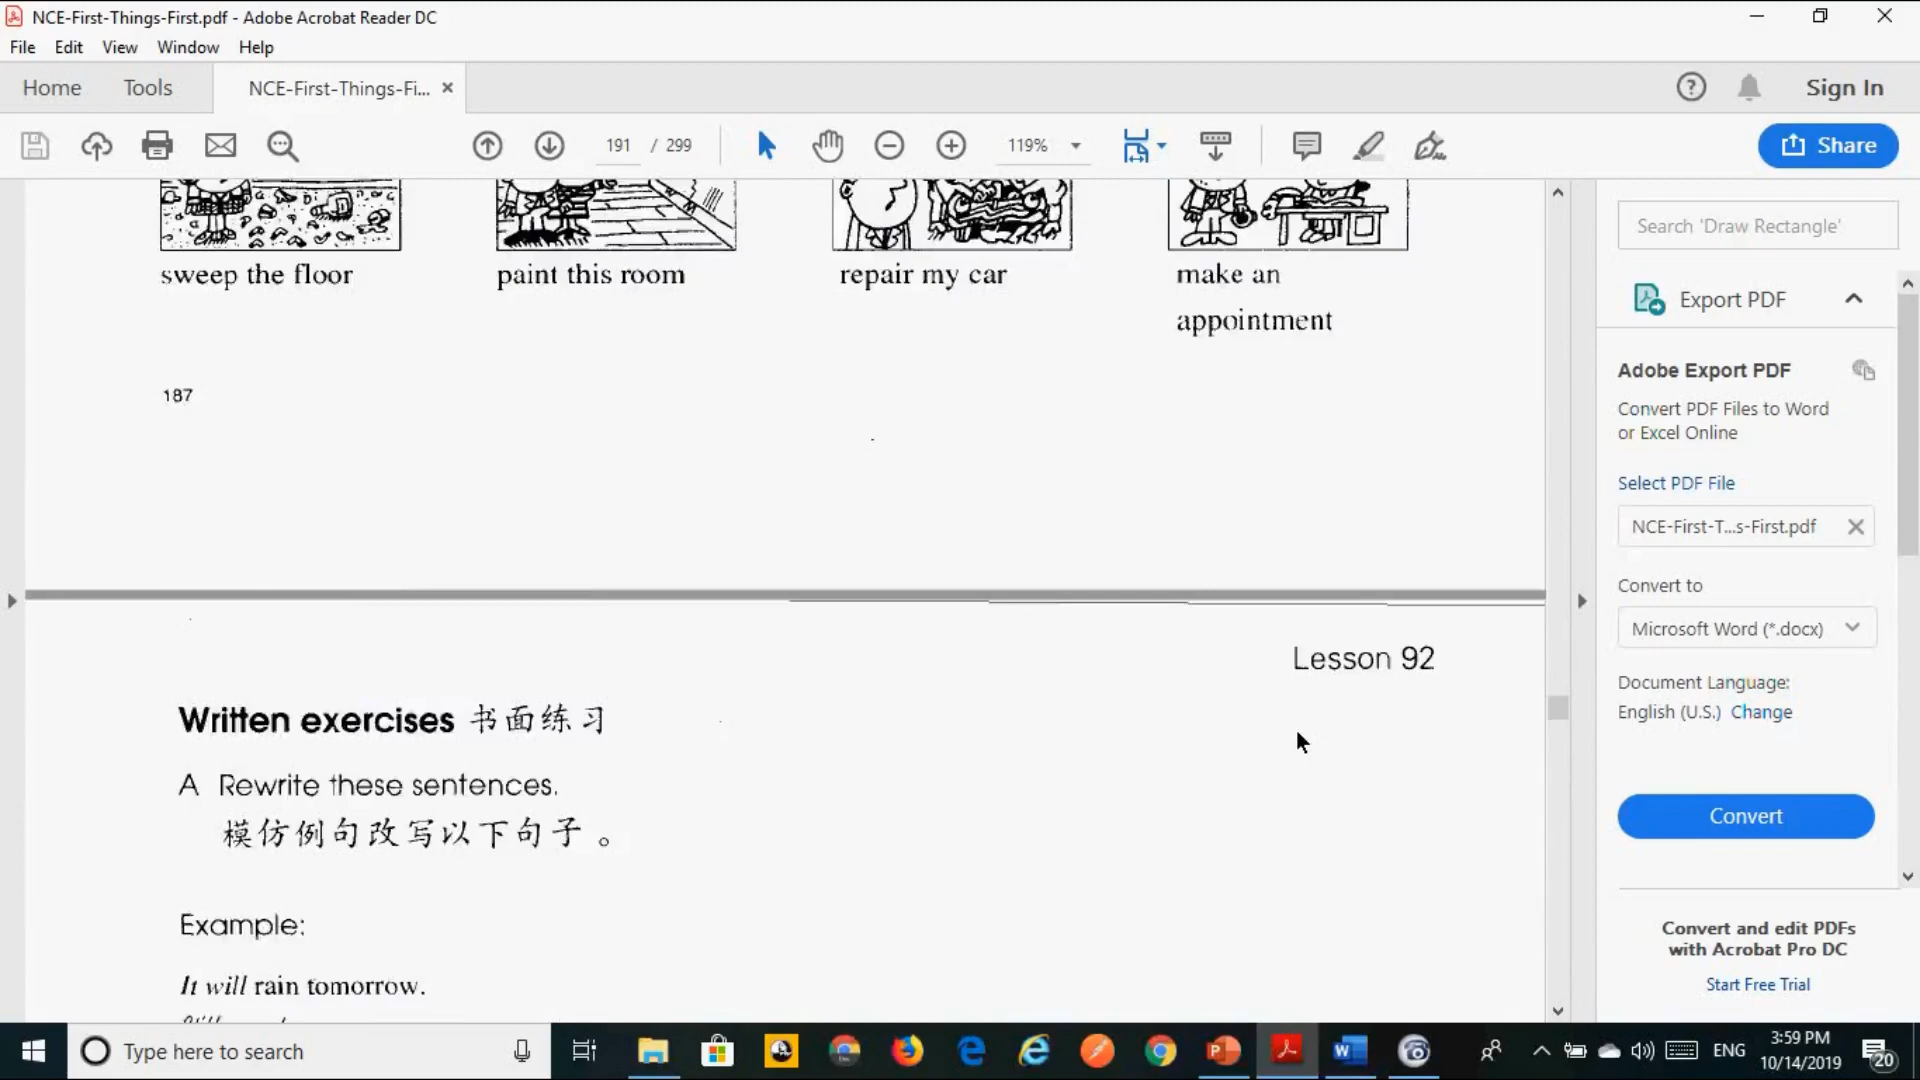 NCE-First-Things-First.pdf - Adobe Acrobat Reader DC
File Edit View Window Help
Home Tools NCE-First-Things-Fi... Sign In
191 / 299 119% Share
sweep the floor
paint this room
repair my car
make an
appointment
187
Lesson 92
Written exercises 书面练习
A Rewrite these sentences.
模仿例句改写以下句子。
Example:
It will rain tomorrow.
Search 'Draw Rectangle'
Export PDF
Adobe Export PDF
Convert PDF Files to Word
or Excel Online
Select PDF File
NCE-First-T...s-First.pdf
Convert to
Microsoft Word (*.docx)
Document Language:
English (U.S.) Change
Convert
Convert and edit PDFs
with Acrobat Pro DC
Start Free Trial
Type here to search
ENG
3:59 PM
10/14/2019
20